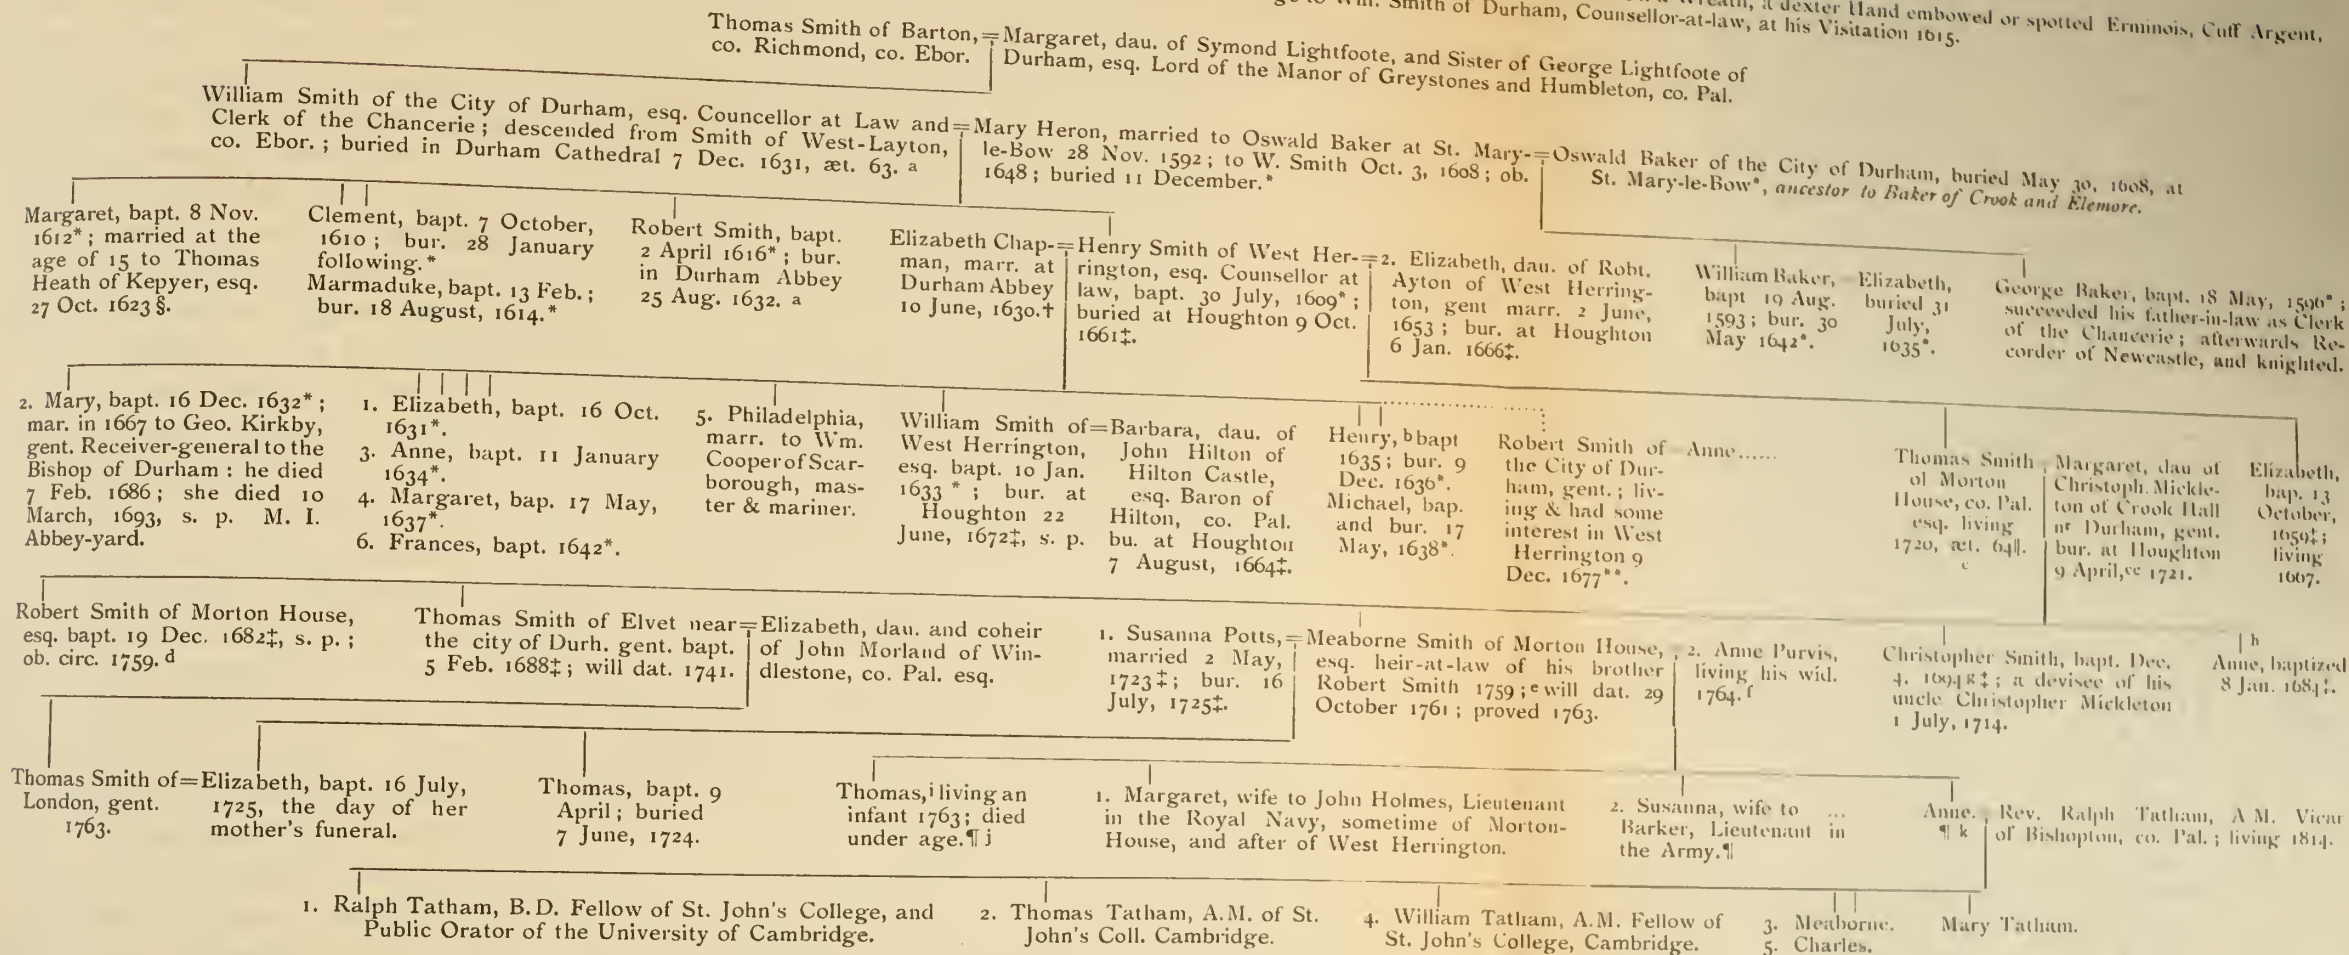 a Wreath, a dexter Hand embowed or spotted Erminois, Cuff Argent,
to Wm. Smith of Durham, Counsellor-at-law, at his Visitation 1615.
Thomas Smith of Barton,=Margaret, dau. of Symond Lightfoote, and Sister of George Lightfoote of
co. Richmond, co. Ebor. Durham, esq. Lord of the Manor of Greystones and Humbleton, co. Pal.
William Smith of the City of Durham, esq. Councellor at Law and=
Clerk of the Chancerie; descended from Smith of West-Layton,
co. Ebor.; buried in Durham Cathedral 7 Dec. 1631, æt. 63. a
Mary Heron, married to Oswald Baker at St. Mary-=
le-Bow 28 Nov. 1592; to W. Smith Oct. 3, 1608; ob.
1648; buried 11 December.*
Oswald Baker of the City of Durham, buried May 30, 1608, at
St. Mary-le-Bow*, ancestor to Baker of Crook and Elemore.
Margaret, bapt. 8 Nov.
1612*; married at the
age of 15 to Thomas
Heath of Kepyer, esq.
27 Oct. 1623 §.
Clement, bapt. 7 October,
1610; bur. 28 January
following.*
Marmaduke, bapt. 13 Feb.;
bur. 18 August, 1614.*
Robert Smith, bapt.
2 April 1616*; bur.
in Durham Abbey
25 Aug. 1632. a
Elizabeth Chap-=
man, marr. at
Durham Abbey
10 June, 1630.†
Henry Smith of West Her-=
rington, esq. Counsellor at
law, bapt. 30 July, 1609*;
buried at Houghton 9 Oct.
1661‡.
2. Elizabeth, dau. of Robt.
Ayton of West Herring-
ton, gent marr. 2 June,
1653; bur. at Houghton
6 Jan. 1666‡.
William Baker,
bapt 19 Aug.
1593; bur. 30
May 1642*.
Elizabeth,
buried 31
July,
1635*.
George Baker, bapt. 18 May, 1596*;
succeeded his father-in-law as Clerk
of the Chancerie; afterwards Re-
corder of Newcastle, and knighted.
2. Mary, bapt. 16 Dec. 1632*;
mar. in 1667 to Geo. Kirkby,
gent. Receiver-general to the
Bishop of Durham: he died
7 Feb. 1686; she died 10
March, 1693, s. p. M. I.
Abbey-yard.
1. Elizabeth, bapt. 16 Oct.
1631*.
3. Anne, bapt. 11 January
1634*.
4. Margaret, bap. 17 May,
1637*.
6. Frances, bapt. 1642*.
5. Philadelphia,
marr. to Wm.
Cooper of Scar-
borough, mas-
ter & mariner.
William Smith of=
West Herrington,
esq. bapt. 10 Jan.
1633 *; bur. at
Houghton 22
June, 1672‡, s. p.
Barbara, dau. of
John Hilton of
Hilton Castle,
esq. Baron of
Hilton, co. Pal.
bu. at Houghton
7 August, 1664‡.
Henry, b bapt
1635; bur. 9
Dec. 1636*.
Michael, bap.
and bur. 17
May, 1638*.
Robert Smith of
the City of Dur-
ham, gent.; liv-
ing & had some
interest in West
Herrington 9
Dec. 1677**.
Anne......
Thomas Smith
of Morton
House, co. Pal.
esq. living
1720, æt. 64||.
c
Margaret, dau of
Christoph. Mickle-
ton of Crook Hall
nr Durham, gent.
bur. at Houghton
9 April, cc 1721.
Elizabeth,
bap. 13
October,
1659‡;
living
1667.
Robert Smith of Morton House,
esq. bapt. 19 Dec. 1682‡, s. p.;
ob. circ. 1759. d
Thomas Smith of Elvet near=
the city of Durh. gent. bapt.
5 Feb. 1688‡; will dat. 1741.
Elizabeth, dau. and coheir
of John Morland of Win-
dlestone, co. Pal. esq.
1. Susanna Potts,=
married 2 May,
1723‡; bur. 16
July, 1725‡.
Meaborne Smith of Morton House,
esq. heir-at-law of his brother
Robert Smith 1759; e will dat. 29
October 1761; proved 1763.
2. Anne Purvis,
living his wid.
1764. f
Christopher Smith, bapt. Dec.
4, 1694 g‡; a devisee of his
uncle Christopher Mickleton
1 July, 1714.
h
Anne, baptized
8 Jan. 1684‡.
Thomas Smith of=
London, gent.
1763.
Elizabeth, bapt. 16 July,
1725, the day of her
mother's funeral.
Thomas, bapt. 9
April; buried
7 June, 1724.
Thomas, i living an
infant 1763; died
under age.¶ j
1. Margaret, wife to John Holmes, Lieutenant
in the Royal Navy, sometime of Morton-
House, and after of West Herrington.
2. Susanna, wife to ...
Barker, Lieutenant in
the Army.¶
Anne.
¶ k
Rev. Ralph Tatham, A M. Vicar
of Bishopton, co. Pal.; living 1814.
1. Ralph Tatham, B.D. Fellow of St. John's College, and
Public Orator of the University of Cambridge.
2. Thomas Tatham, A.M. of St.
John's Coll. Cambridge.
4. William Tatham, A.M. Fellow of
St. John's College, Cambridge.
3. Meaborne.
5. Charles.
Mary Tatham.